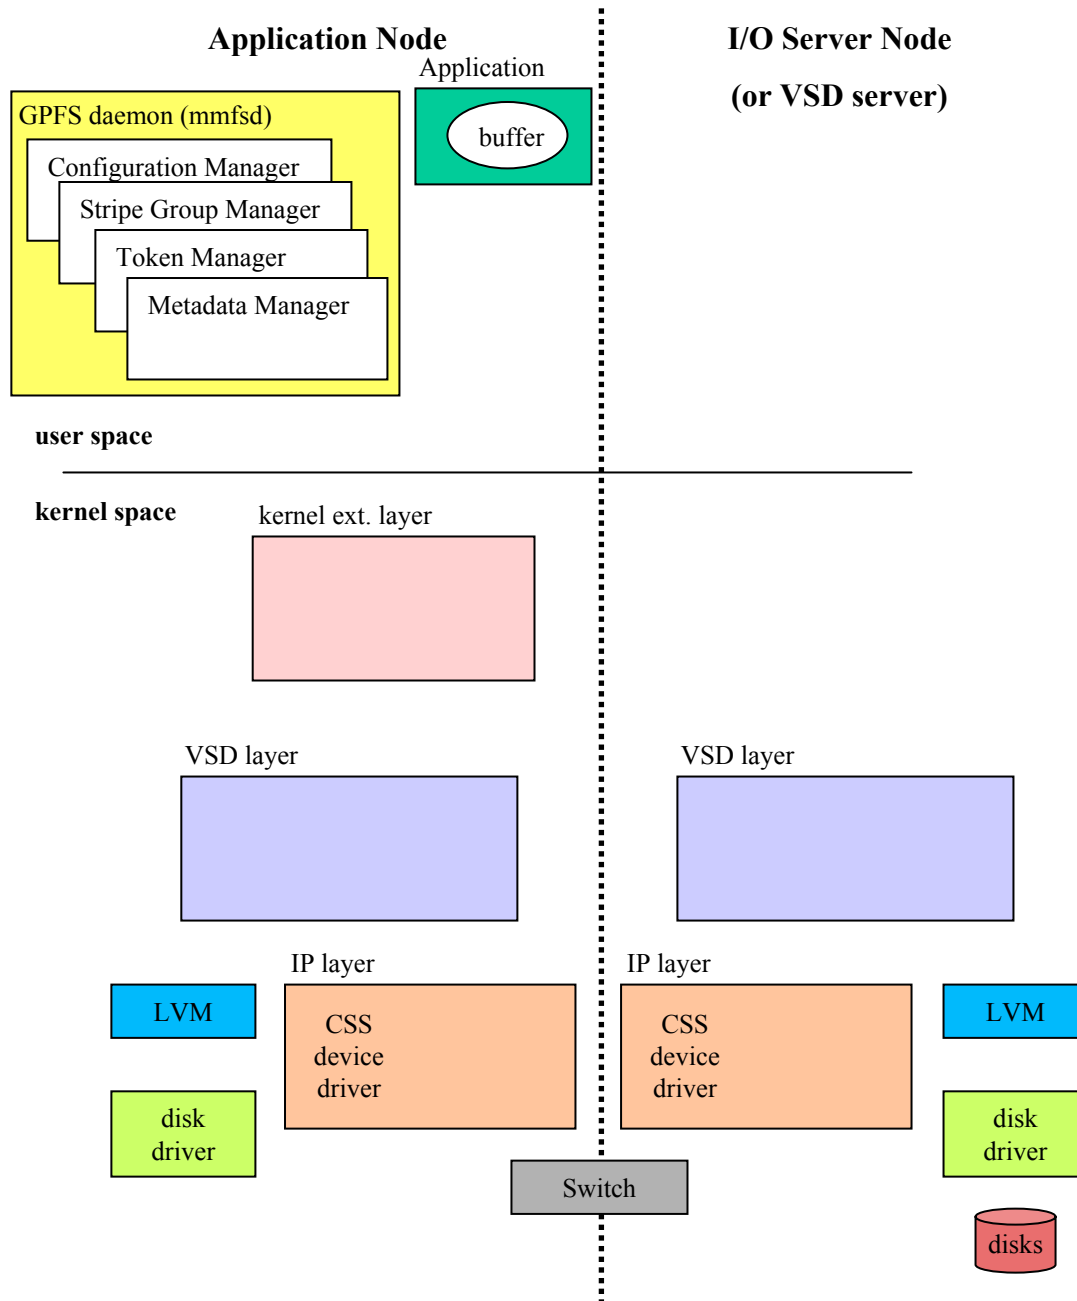 Application Node
I/O Server Node
(or VSD server)
Application
buffer
GPFS daemon (mmfsd)
Configuration Manager
Stripe Group Manager
Token Manager
Metadata Manager
user space
kernel space
kernel ext. layer
VSD layer
VSD layer
IP layer
IP layer
LVM
CSS
device
driver
CSS
device
driver
LVM
disk
driver
disk
driver
Switch
disks